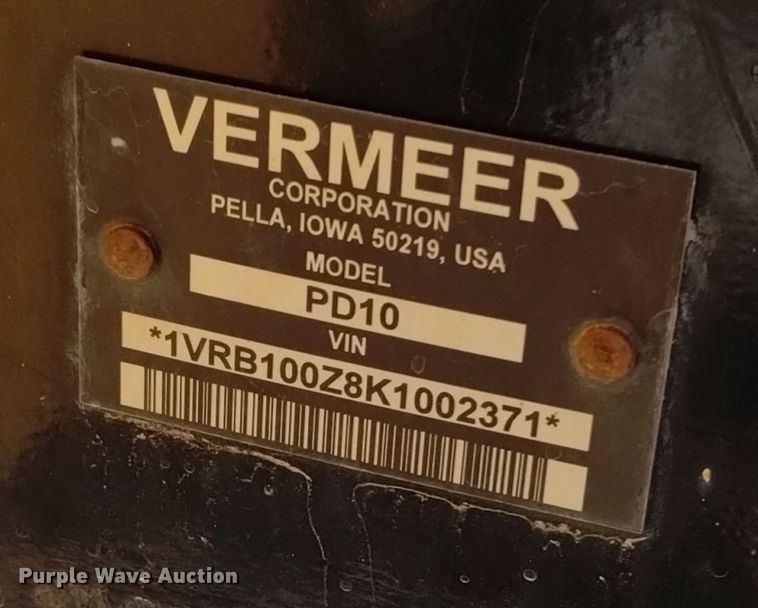 VERMEER
CORPORATION
PELLA, IOWA 50219, USA
MODEL
PD10
VIN
*1VRB100Z8K1002371*
Purple Wave Auction